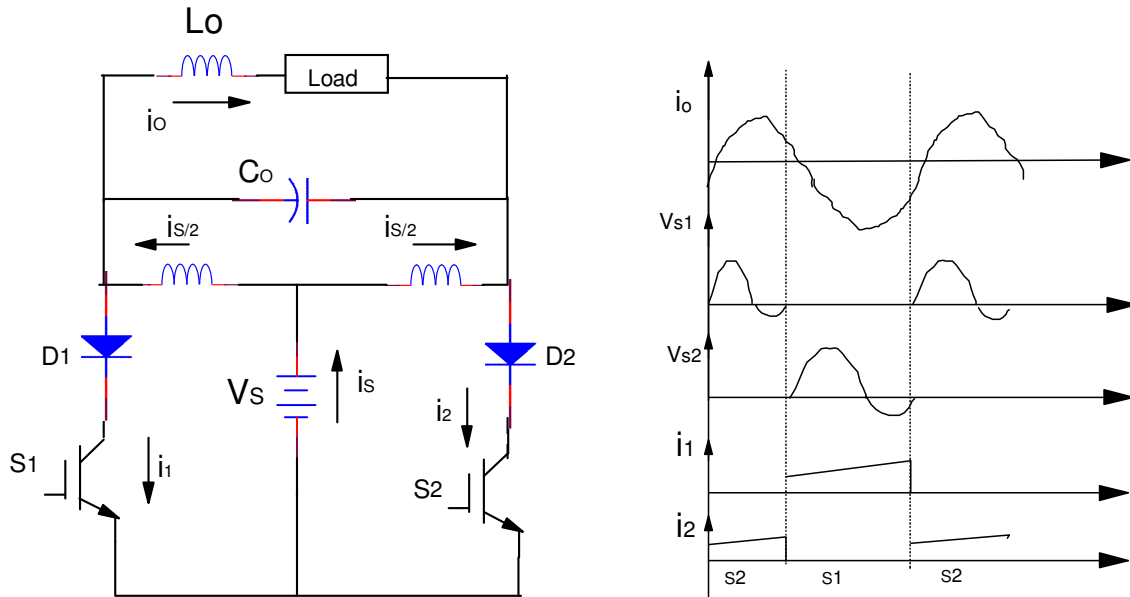 Lo
Load
io
Co
is/2
is/2
D1
D2
Vs
is
i2
S1
i1
S2
io
Vs1
Vs2
i1
i2
S2
S1
S2